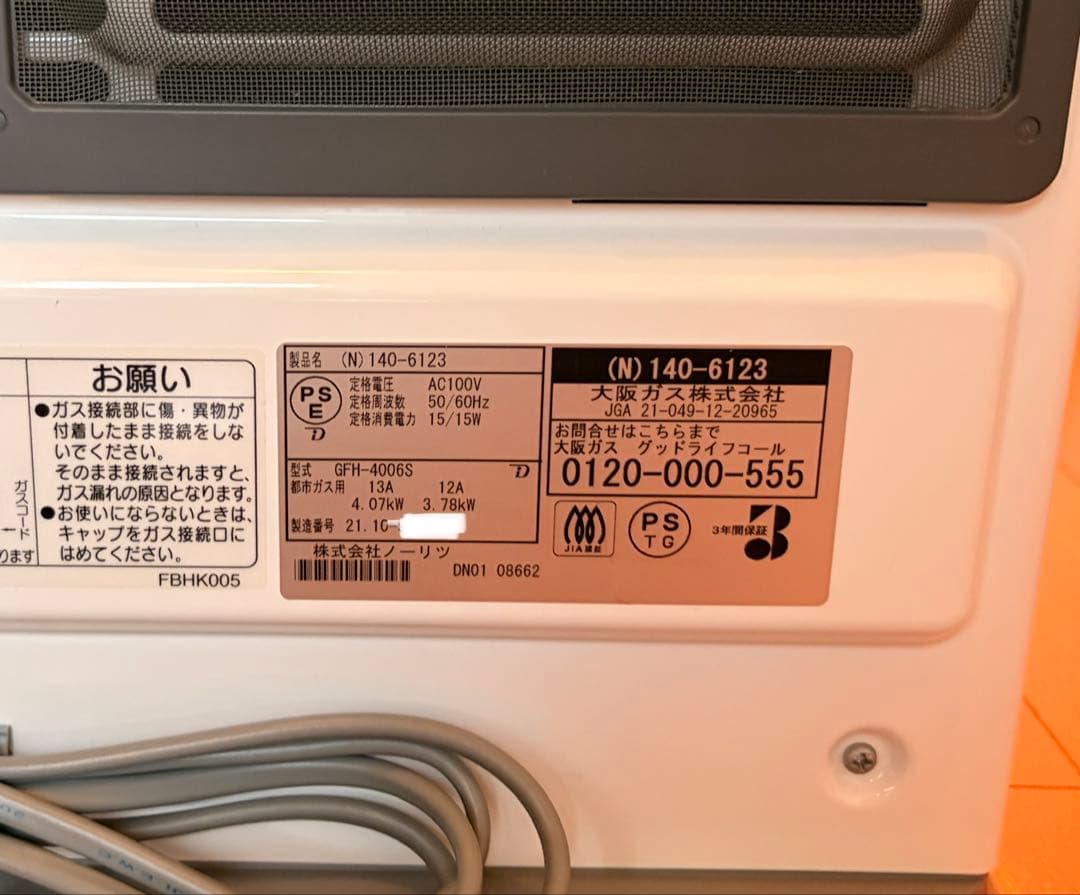 お願い
●ガス接続部に傷・異物が
付着したまま接続をしな
いでください。
そのまま接続されますと、
ガス漏れの原因となります。
●お使いにならないときは、
キャップをガス接続口に
はめてください。
FBHK005
ガスコード
ります
製品名 (N) 140-6123
PS
E
定格電圧 AC100V
定格周波数 50/60Hz
定格消費電力 15/15W
型式 GFH-4006S
都市ガス用 13A 12A
4.07kW 3.78kW
製造番号 21.10-
株式会社ノーリツ
DN01 08662
(N) 140-6123
大阪ガス株式会社
JGA 21-049-12-20965
お問合せはこちらまで
大阪ガス グッドライフコール
0120-000-555
JIA認証
PS
TG
3年間保証